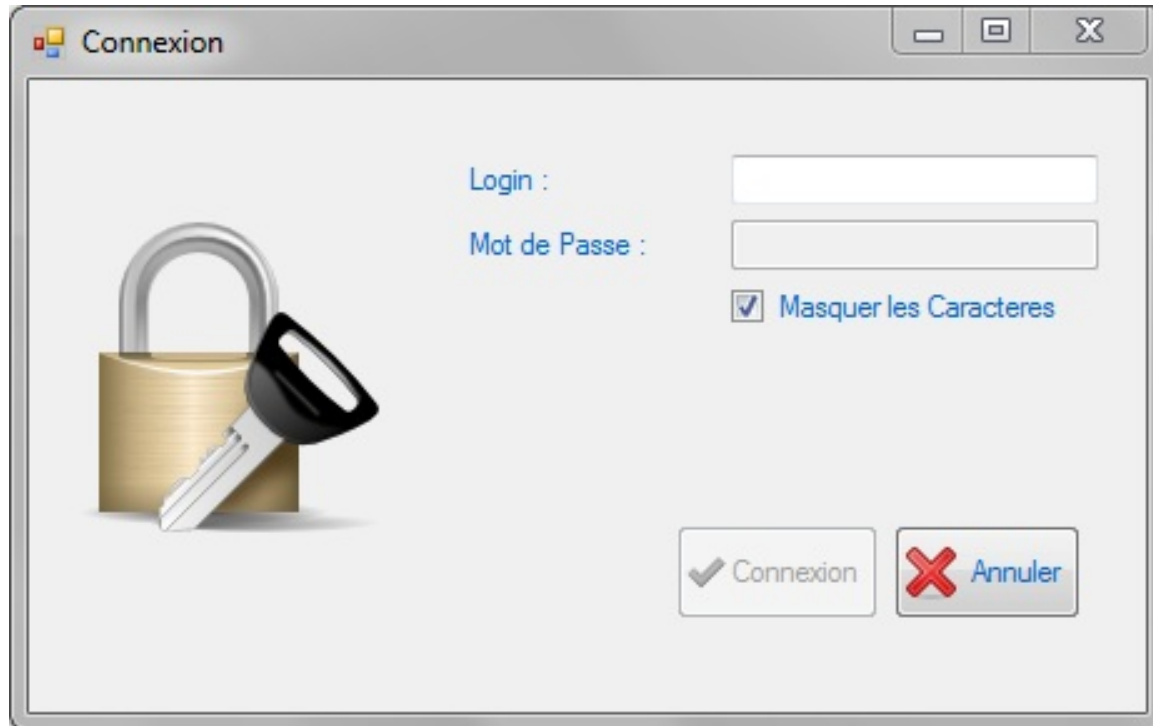 Connexion
Login :
Mot de Passe :
Masquer les Caracteres
Connexion
Annuler